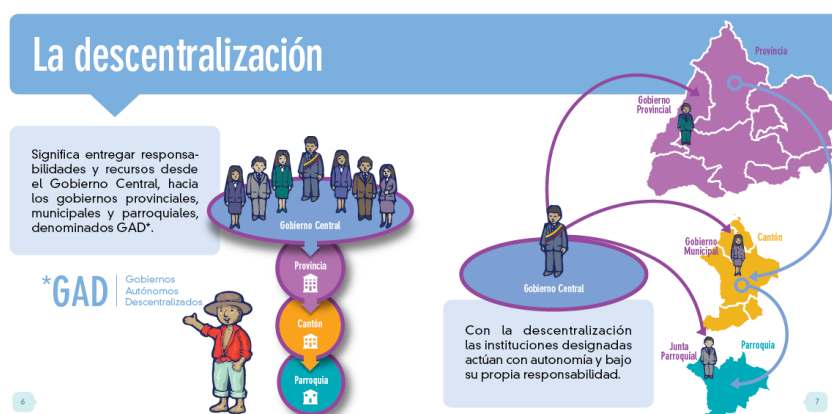 La descentralización
Significa entregar responsa-
bilidades y recursos desde
el Gobierno Central, hacia
los gobiernos provinciales,
municipales y parroquiales,
denominados GAD*.
*GAD
Gobiernos
Autónomos
Descentralizados
Gobierno Central
Provincia
Cantón
Parroquia
6
Provincia
Gobierno
Provincial
Gobierno Central
Gobierno
Municipal
Cantón
Junta
Parroquial
Parroquia
Con la descentralización
las instituciones designadas
actúan con autonomía y bajo
su propia responsabilidad.
7